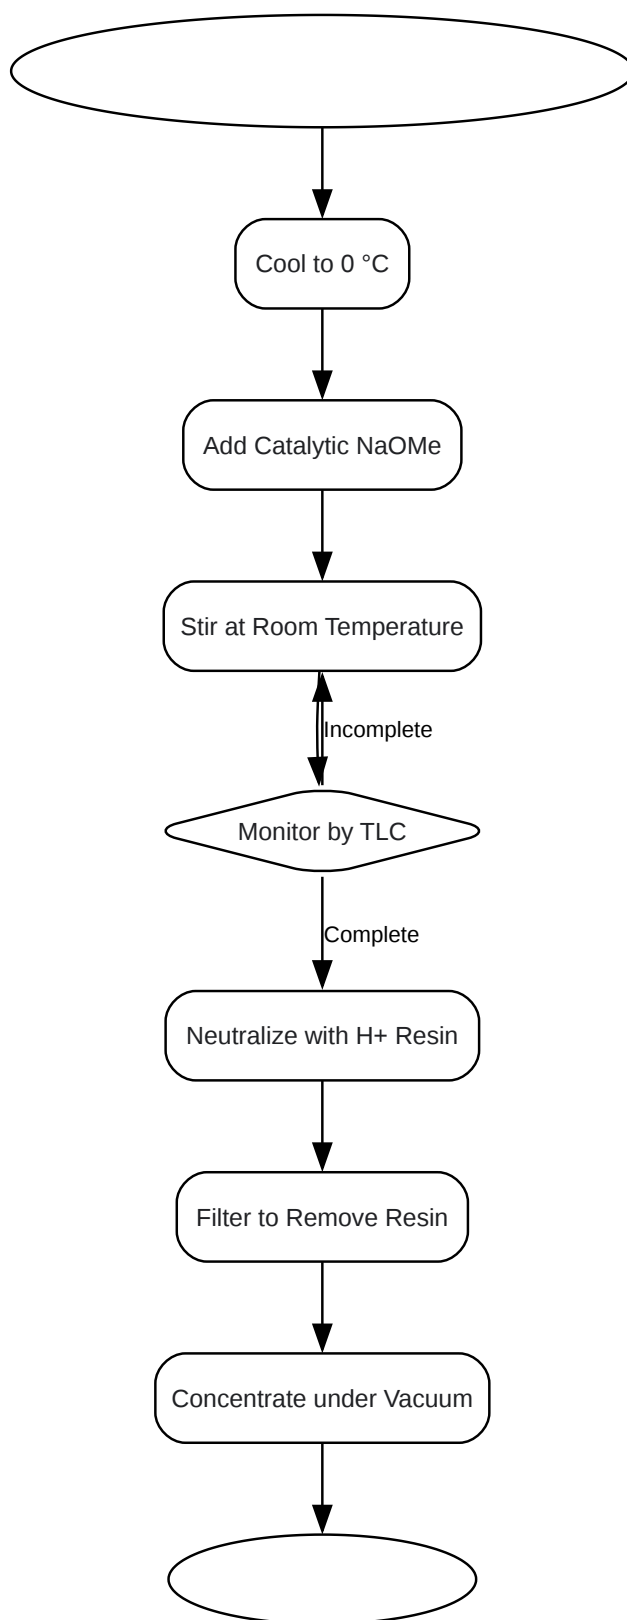 Cool to 0 °C
Add Catalytic NaOMe
Stir at Room Temperature
Incomplete
Monitor by TLC
Complete
Neutralize with H+ Resin
Filter to Remove Resin
Concentrate under Vacuum